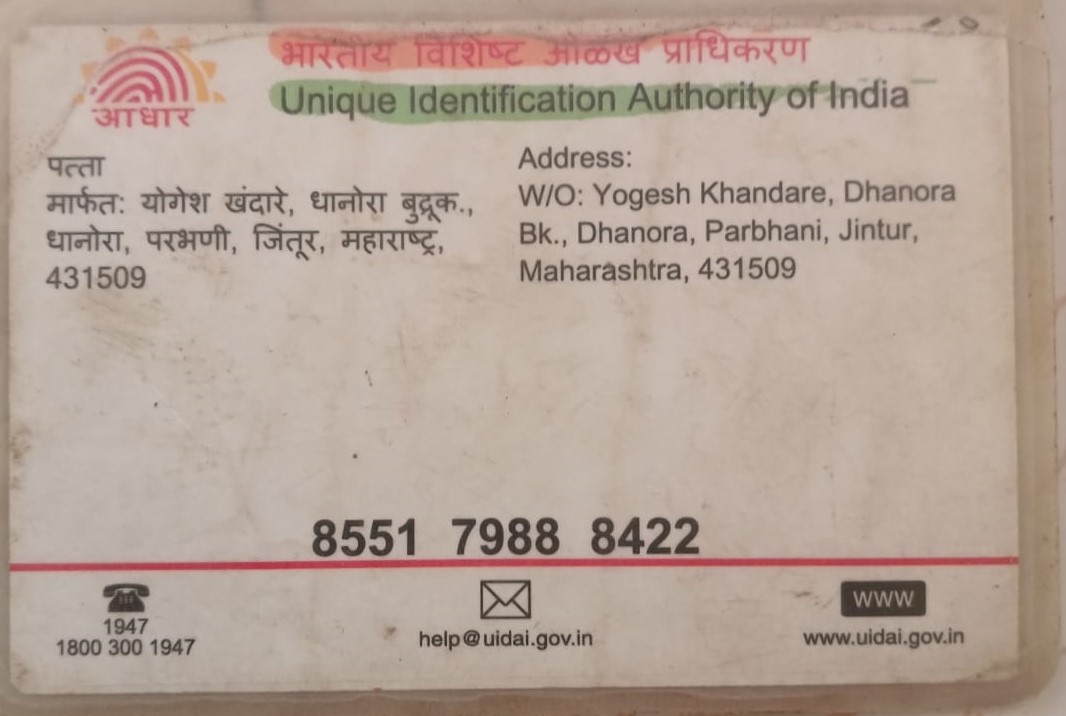 भारतीय विशिष्ट ओळख प्राधिकरण
Unique Identification Authority of India
आधार
पत्ता
मार्फत: योगेश खंदारे, धानोरा बुद्रूक.,
धानोरा, परभणी, जिंतूर, महाराष्ट्र,
431509
Address:
W/O: Yogesh Khandare, Dhanora
Bk., Dhanora, Parbhani, Jintur,
Maharashtra, 431509
8551 7988 8422
1947
1800 300 1947
help@uidai.gov.in
WWW
www.uidai.gov.in